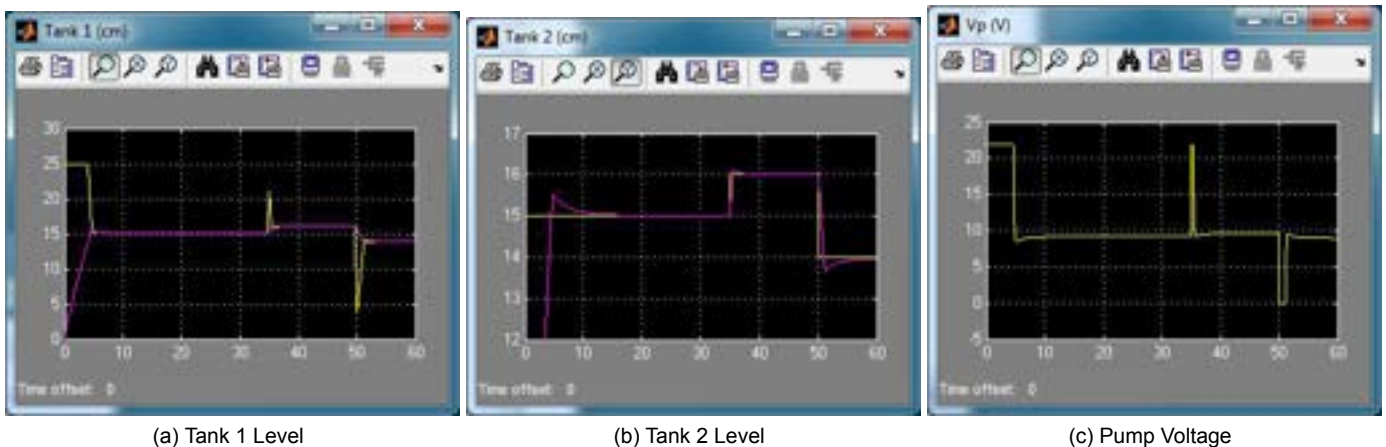 Tank 1 (cm)
30
25
20
15
10
5
0
0 10 20 30 40 50 60
Time offset: 0
(a) Tank 1 Level
Tank 2 (cm)
17
16
15
14
13
12
0 10 20 30 40 50 60
Time offset: 0
(b) Tank 2 Level
Vp (V)
25
20
15
10
5
0
-5
0 10 20 30 40 50 60
Time offset: 0
(c) Pump Voltage